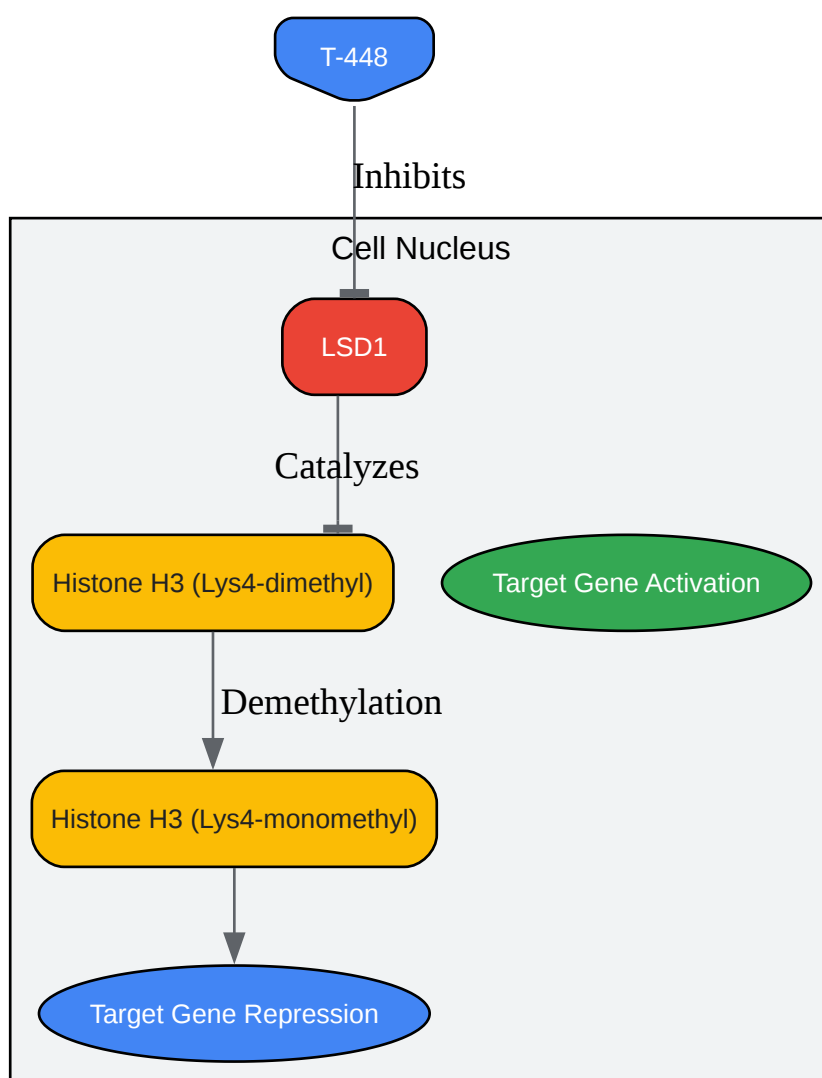 T-448
Inhibits
Cell Nucleus
LSD1
Catalyzes
Histone H3 (Lys4-dimethyl)
Target Gene Activation
Demethylation
Histone H3 (Lys4-monomethyl)
Target Gene Repression